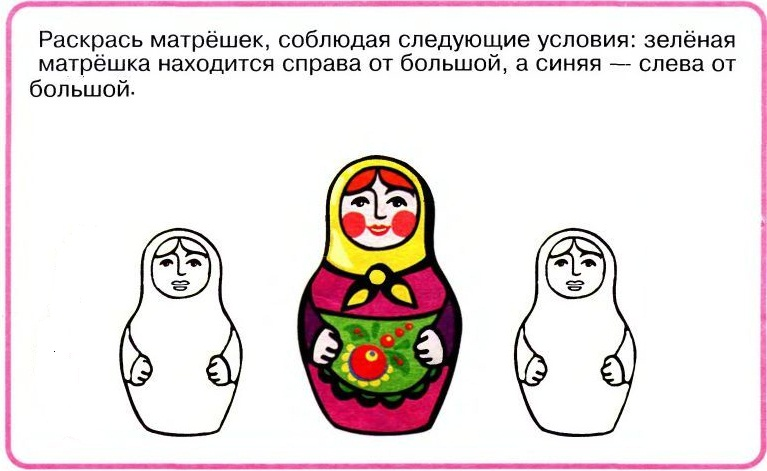 Раскрась матрёшек, соблюдая следующие условия: зелёная
матрёшка находится справа от большой, а синяя — слева от
большой.